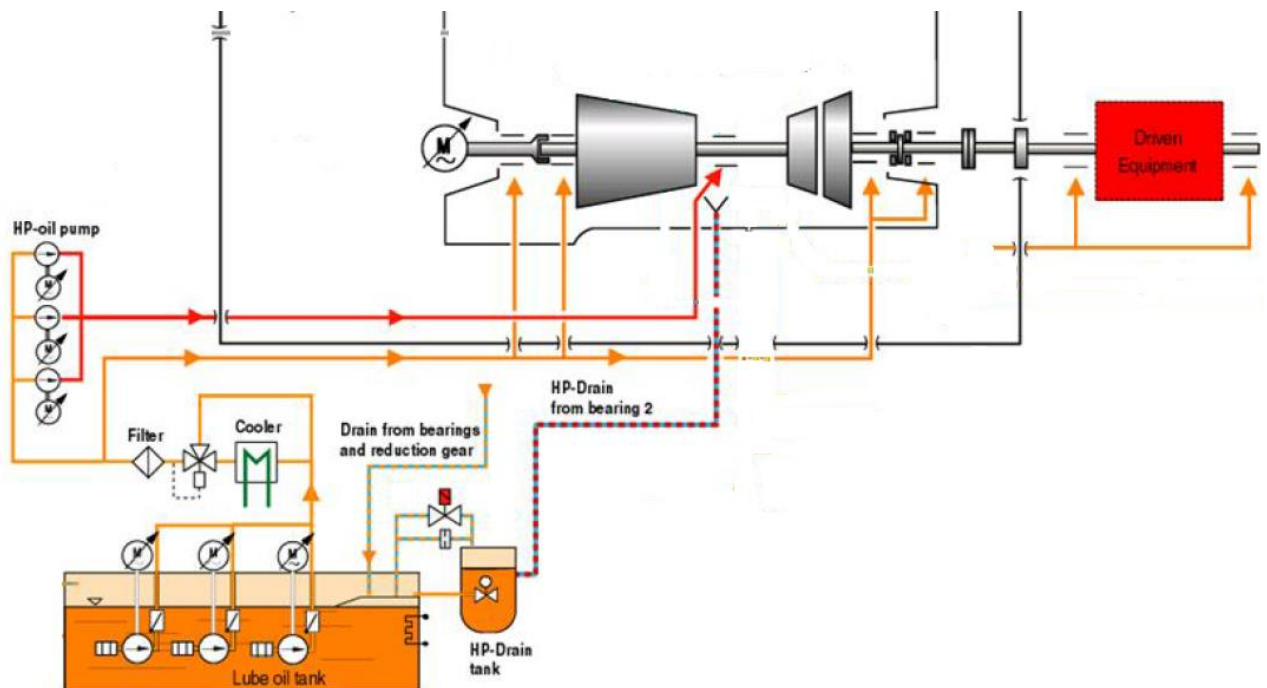 M
~
Driven
Equipment
HP-oil pump
M
M
M
HP-Drain
from bearing 2
Filter
Cooler
Drain from bearings
and reduction gear
M
~
M
~
M
~
HP-Drain
tank
Lube oil tank